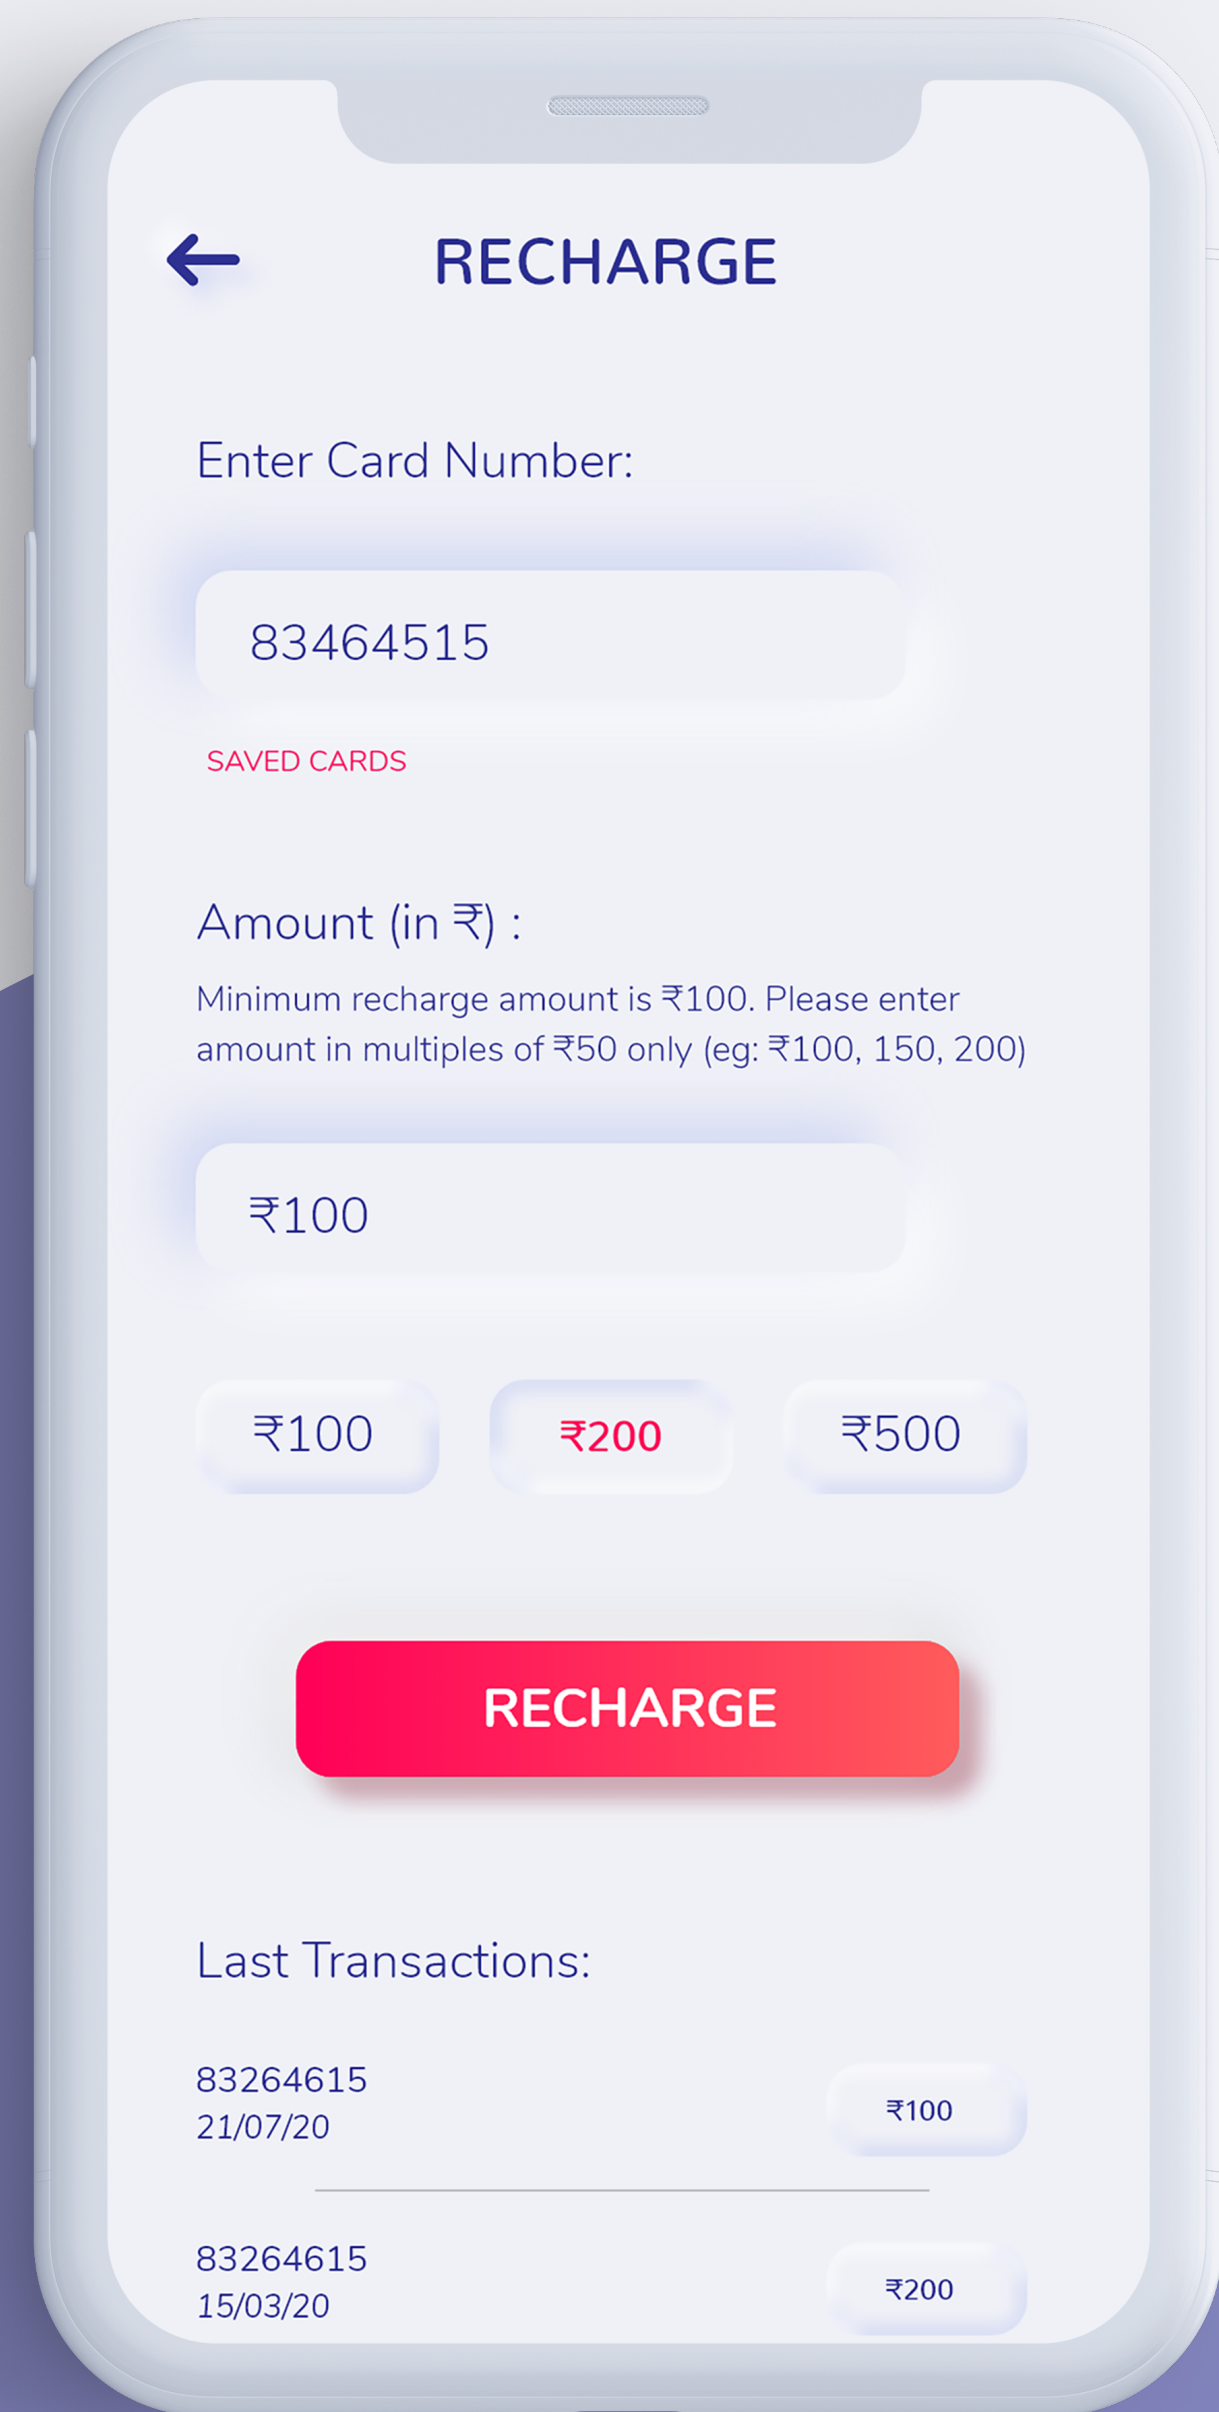 RECHARGE
Enter Card Number:
83464515
SAVED CARDS
Amount (in ₹) :
Minimum recharge amount is ₹100. Please enter
amount in multiples of ₹50 only (eg: ₹100, 150, 200)
₹100
₹100 ₹200 ₹500
RECHARGE
Last Transactions:
83264615
21/07/20
₹100
83264615
15/03/20
₹200